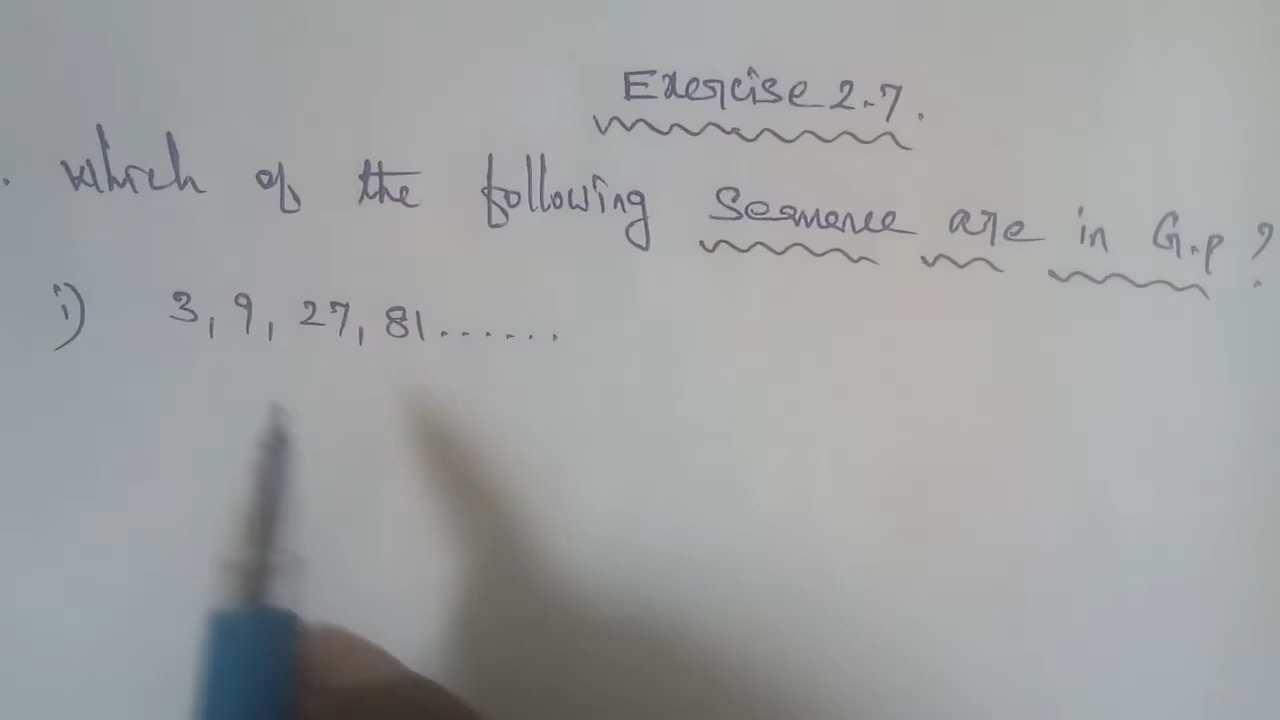 Exercise 2.7.
. which of the following Sequence are in G.p ?
i) 3, 9, 27, 81......